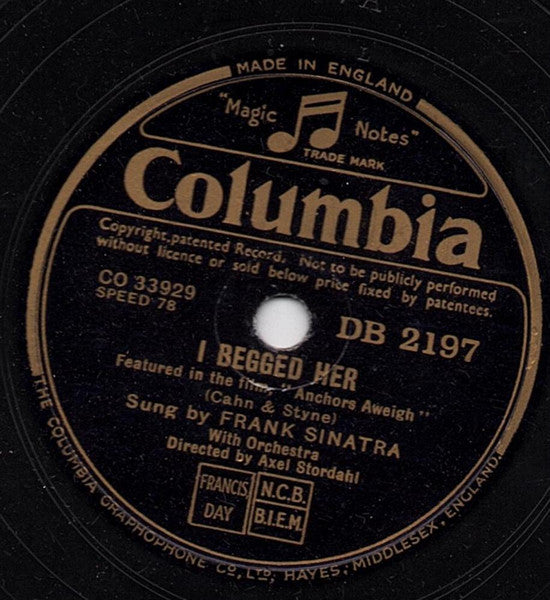 MADE IN ENGLAND
"Magic Notes"
TRADE MARK
Columbia
Copyright, patented Record. Not to be publicly performed
without licence or sold below price fixed by patentees.
CO 33929
SPEED 78
DB 2197
I BEGGED HER
Featured in the film, "Anchors Aweigh"
(Cahn & Styne)
Sung by FRANK SINATRA
With Orchestra
Directed by Axel Stordahl
FRANCIS
DAY
N.C.B.
B.I.E.M.
THE COLUMBIA GRAPHOPHONE CO, LTD, HAYES, MIDDLESEX, ENGLAND.